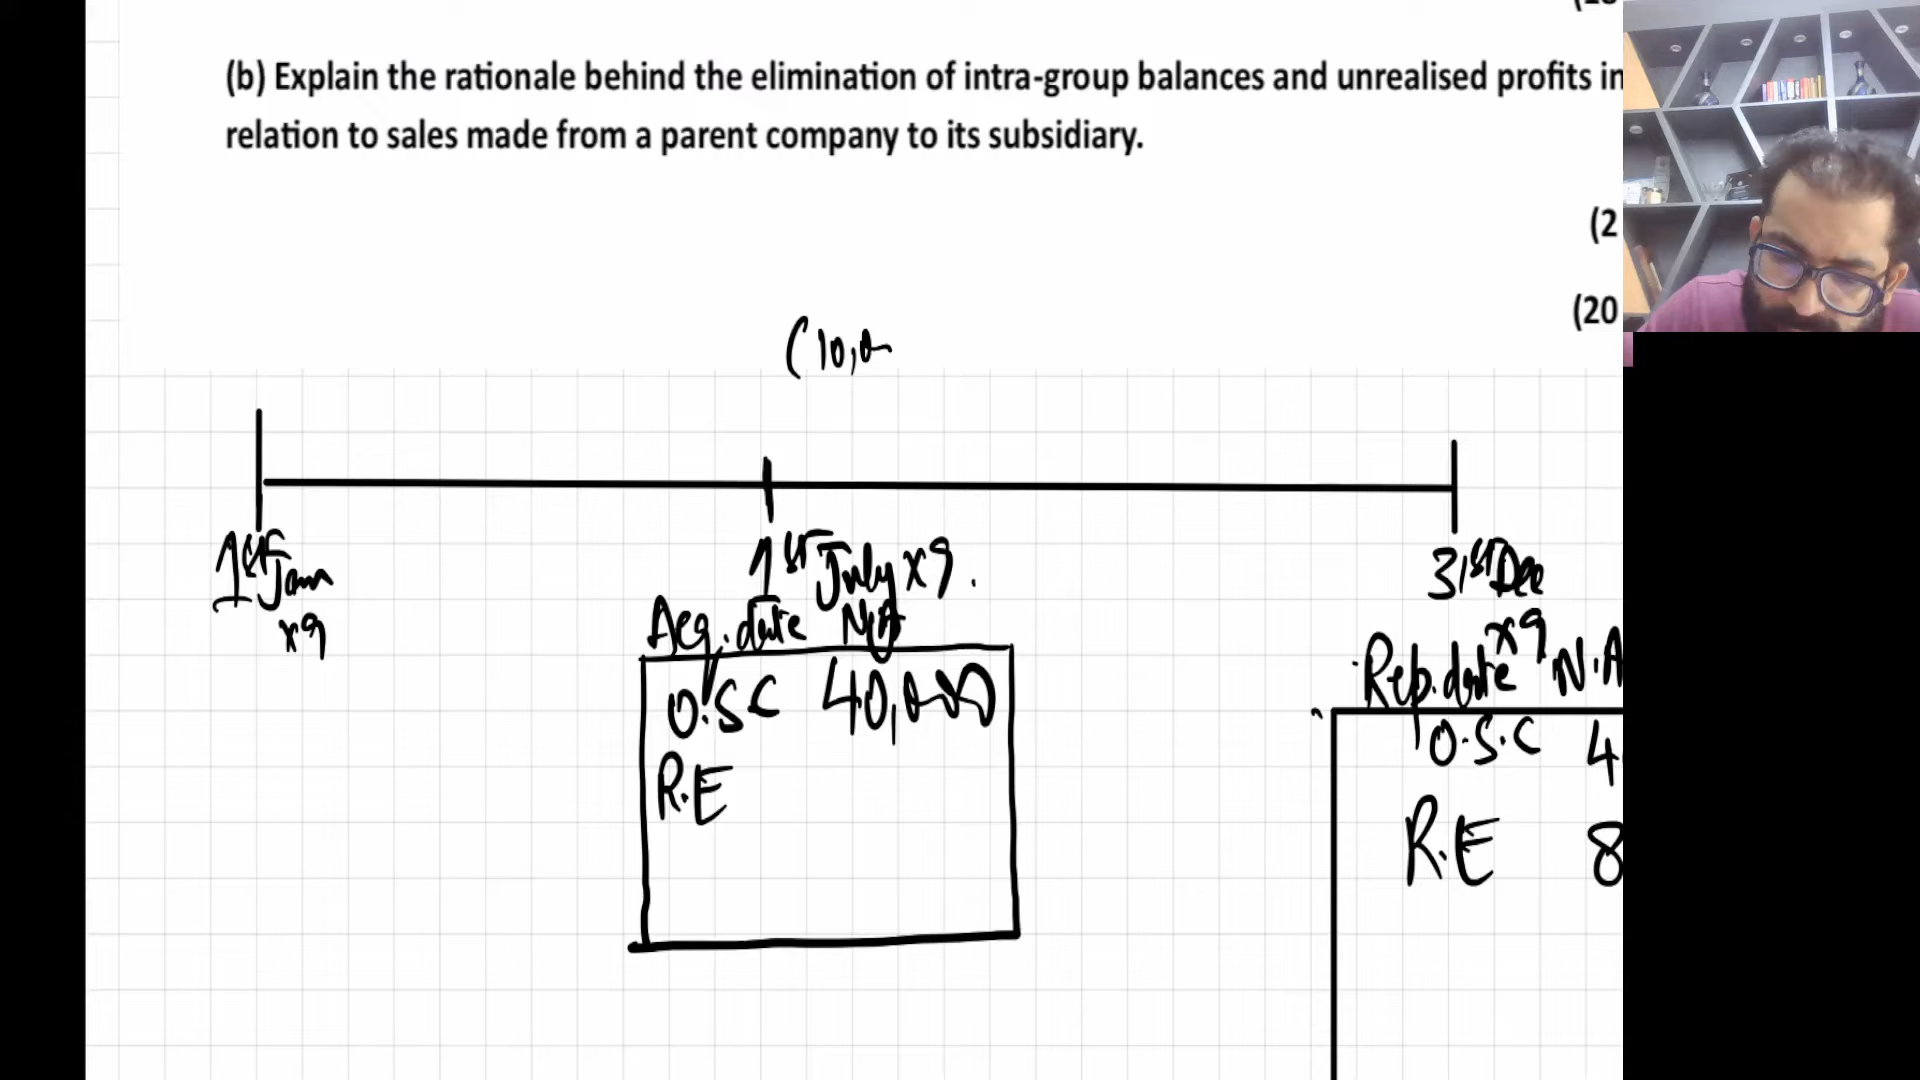 (b) Explain the rationale behind the elimination of intra-group balances and unrealised profits in
relation to sales made from a parent company to its subsidiary.
(2
(20
(10,0
1st Jan
x9
1st July x9.
31st Dec
x9
Acq. date N.A
O.S.C 40,000
R.E
Rep. date N.A
O.S.C 4
R.E 8